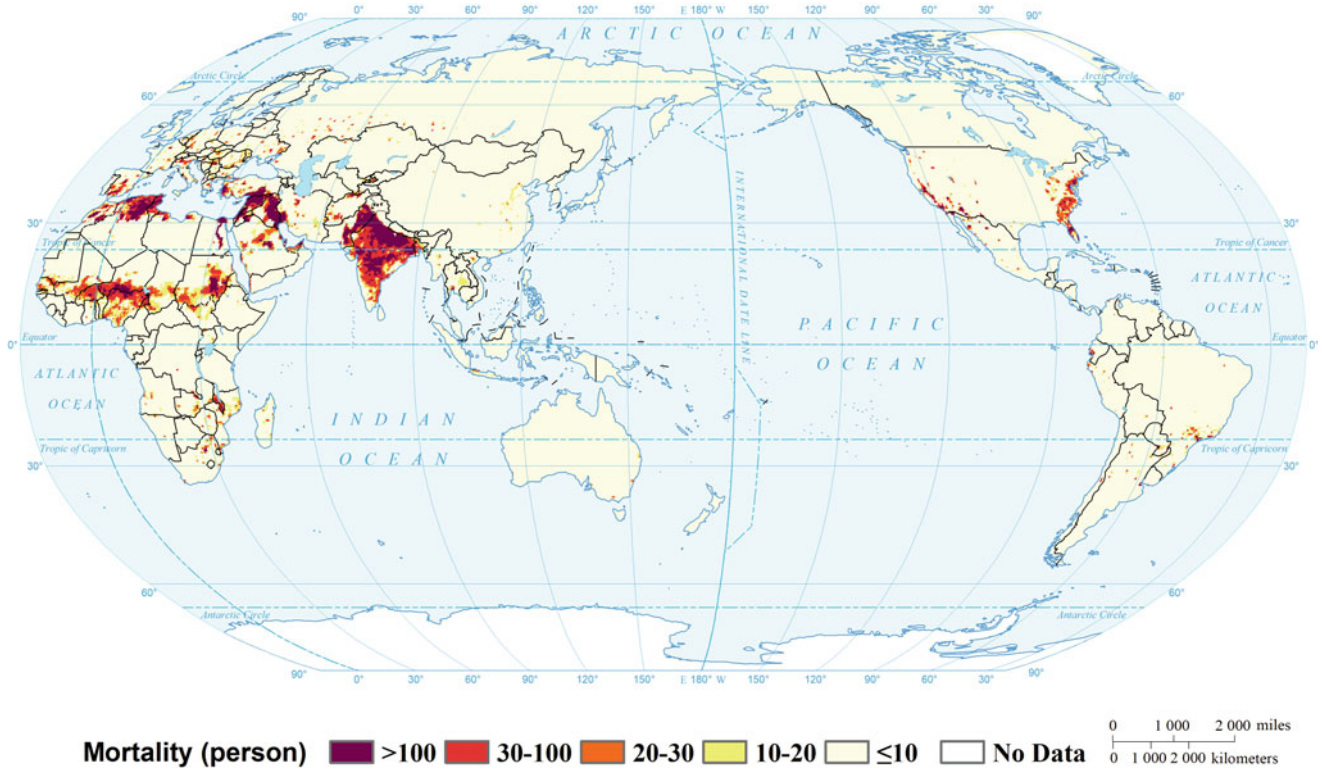 90° 0° 30° 60° 90° 120° 150° E 180° W 150° 120° 90° 60° 30° 90°
ARCTIC OCEAN
Arctic Circle
Arctic Circle
60°
60°
30°
30°
Tropic of Cancer
Tropic of Cancer
INTERNATIONAL DATE LINE
ATLANTIC
OCEAN
PACIFIC
OCEAN
0°
Equator
Equator
0°
ATLANTIC
OCEAN
INDIAN
OCEAN
Tropic of Capricorn
Tropic of Capricorn
30°
30°
60°
60°
Antarctic Circle
Antarctic Circle
90° 0° 30° 60° 90° 120° 150° E 180° W 150° 120° 90° 60° 30° 90°
Mortality (person) >100 30-100 20-30 10-20 ≤10 No Data
0 1 000 2 000 miles
0 1 000 2 000 kilometers